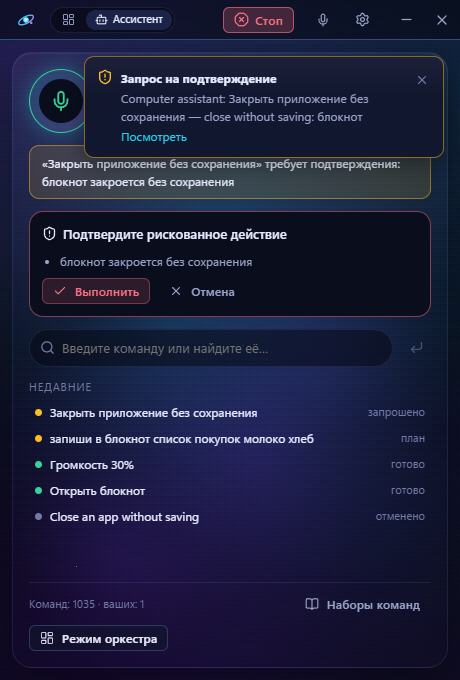 Ассистент
Стоп
Запрос на подтверждение
Computer assistant: Закрыть приложение без
сохранения — close without saving: блокнот
Посмотреть
«Закрыть приложение без сохранения» требует подтверждения:
блокнот закроется без сохранения
Подтвердите рискованное действие
блокнот закроется без сохранения
Выполнить
Отмена
Введите команду или найдите её...
НЕДАВНИЕ
Закрыть приложение без сохранения запрошено
запиши в блокнот список покупок молоко хлеб план
Громкость 30% готово
Открыть блокнот готово
Close an app without saving отменено
Команд: 1035 · ваших: 1
Наборы команд
Режим оркестра